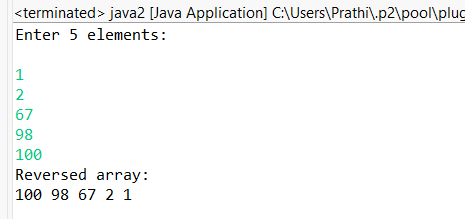 <terminated> java2 [Java Application] C:\Users\Prathi\.p2\pool\plug
Enter 5 elements:
1
2
67
98
100
Reversed array:
100 98 67 2 1